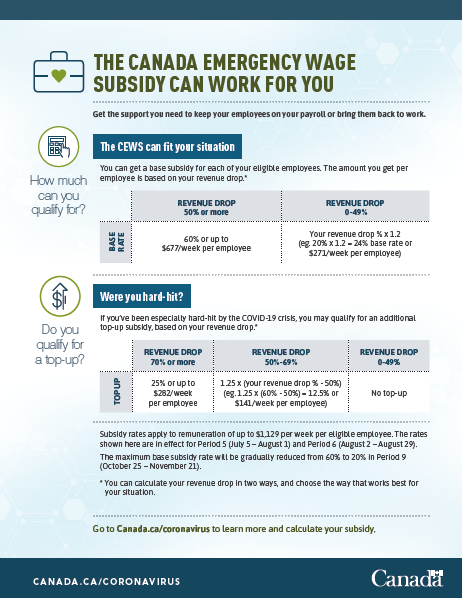 THE CANADA EMERGENCY WAGE
SUBSIDY CAN WORK FOR YOU
Get the support you need to keep your employees on your payroll or bring them back to work.
How much
can you
qualify for?
The CEWS can fit your situation
You can get a base subsidy for each of your eligible employees. The amount you get per
employee is based on your revenue drop.*
REVENUE DROP
50% or more
REVENUE DROP
0-49%
BASE
RATE
60% or up to
$677/week per employee
Your revenue drop % x 1.2
(eg. 20% x 1.2 = 24% base rate or
$271/week per employee)
Do you
qualify for
a top-up?
Were you hard-hit?
If you've been especially hard-hit by the COVID-19 crisis, you may qualify for an additional
top-up subsidy, based on your revenue drop.*
REVENUE DROP
70% or more
REVENUE DROP
50%-69%
REVENUE DROP
0-49%
TOP UP
25% or up to
$282/week
per employee
1.25 x (your revenue drop % - 50%)
(eg. 1.25 x (60% - 50%) = 12.5% or
$141/week per employee)
No top-up
Subsidy rates apply to remuneration of up to $1,129 per week per eligible employee. The rates
shown here are in effect for Period 5 (July 5 – August 1) and Period 6 (August 2 – August 29).
The maximum base subsidy rate will be gradually reduced from 60% to 20% in Period 9
(October 25 – November 21).
* You can calculate your revenue drop in two ways, and choose the way that works best for
your situation.
Go to Canada.ca/coronavirus to learn more and calculate your subsidy.
CANADA.CA/CORONAVIRUS
Canada